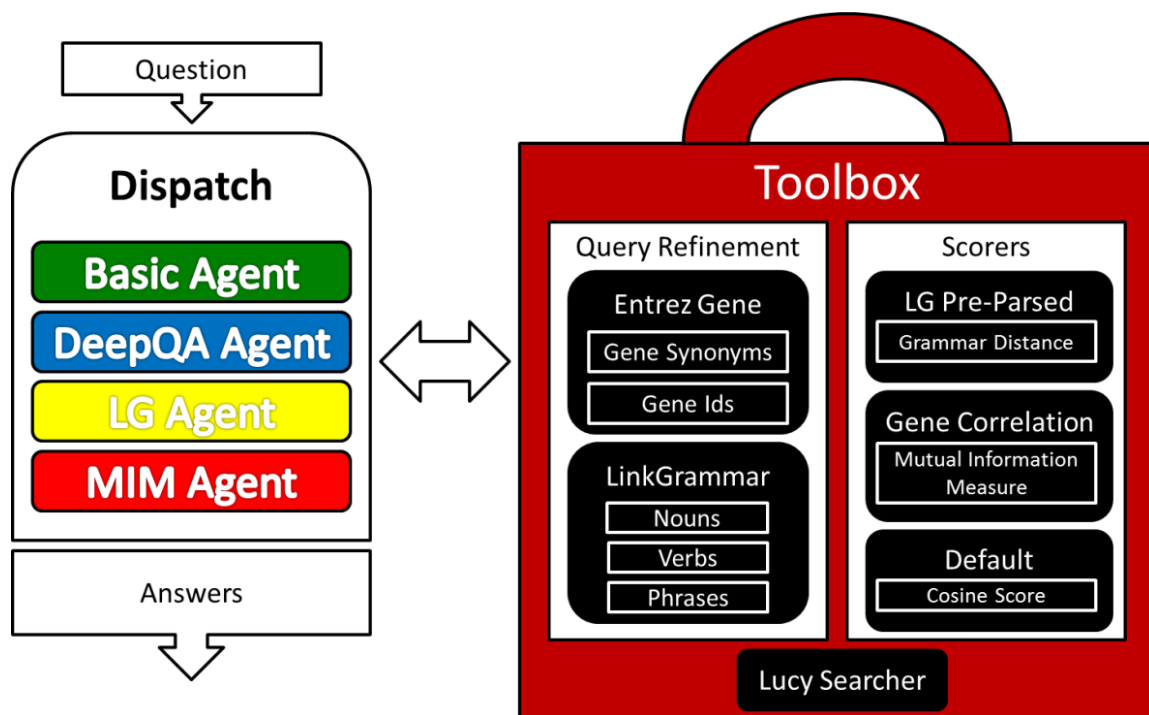 Question
Dispatch
Basic Agent
DeepQA Agent
LG Agent
MIM Agent
Answers
Toolbox
Query Refinement
Entrez Gene
Gene Synonyms
Gene Ids
LinkGrammar
Nouns
Verbs
Phrases
Scorers
LG Pre-Parsed
Grammar Distance
Gene Correlation
Mutual Information
Measure
Default
Cosine Score
Lucy Searcher